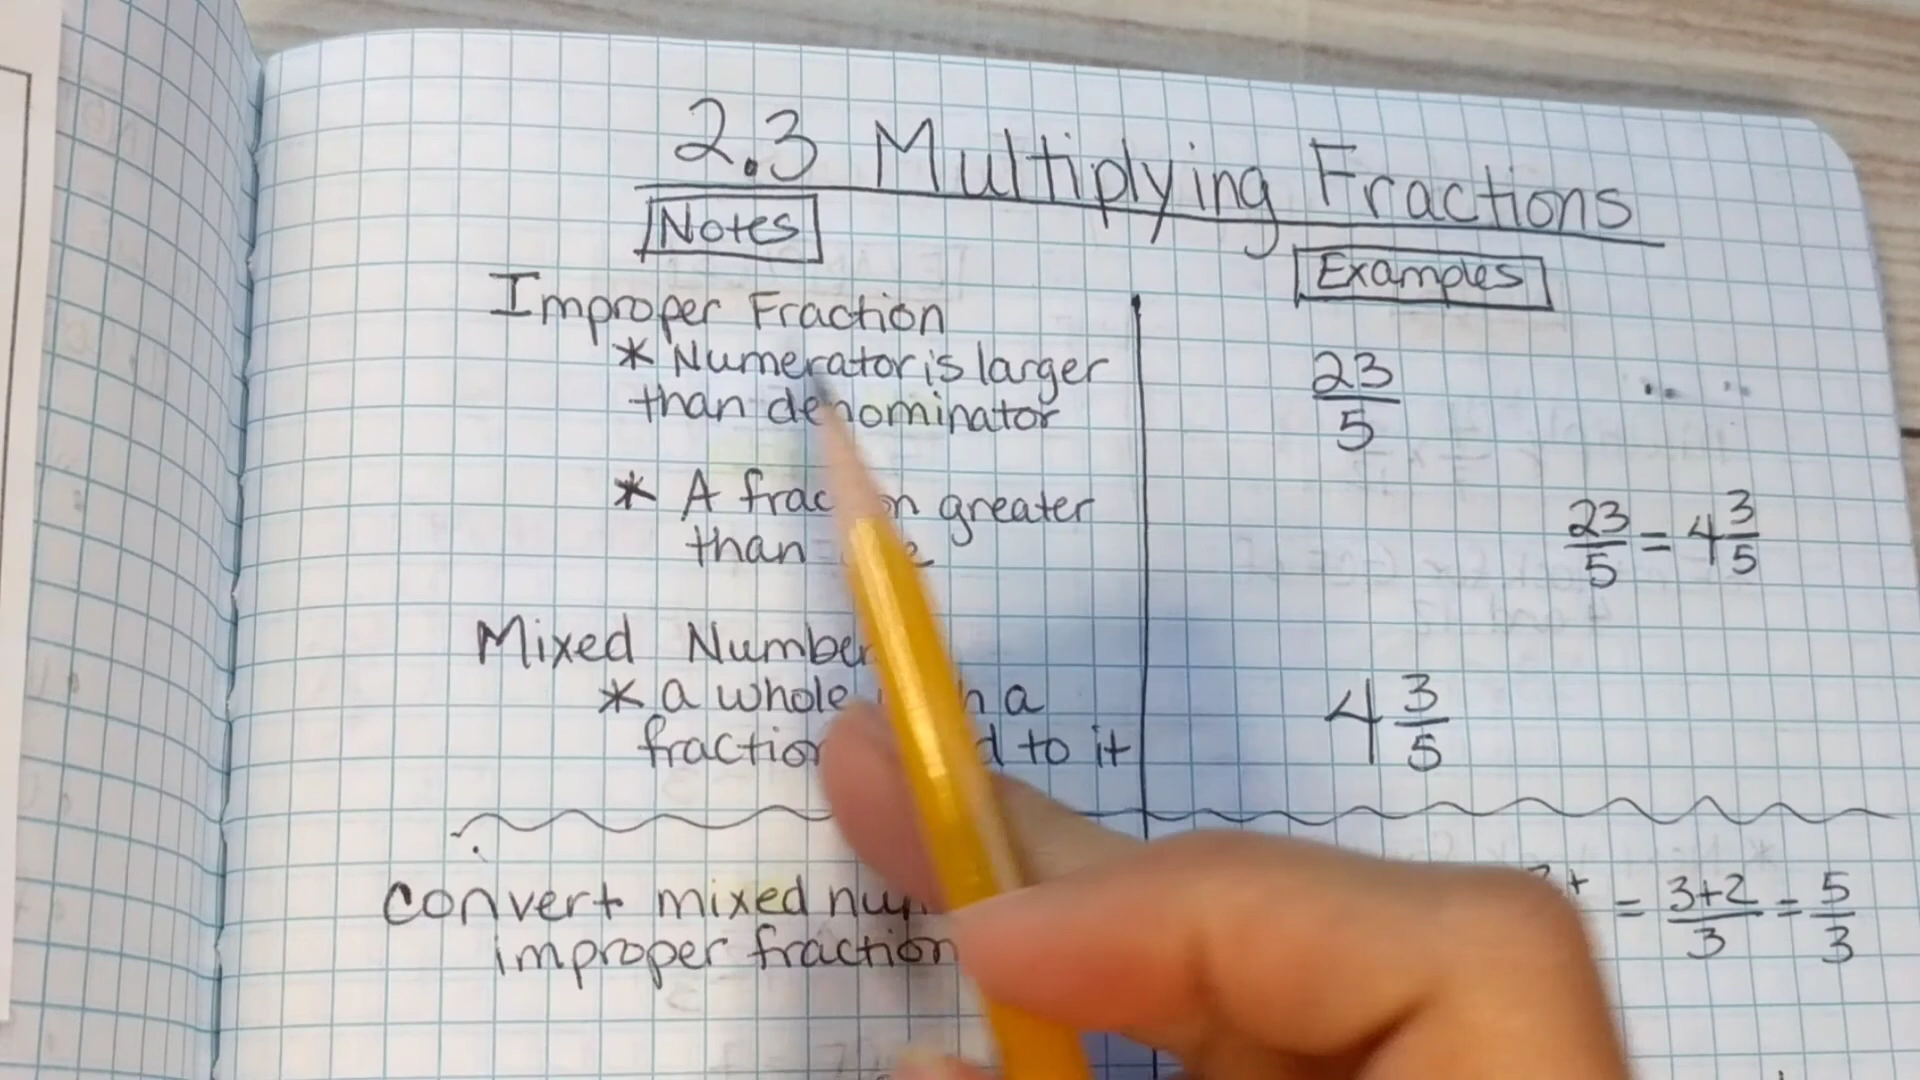 2.3 Multiplying Fractions
Notes
Examples
Improper Fraction
* Numerator is larger
than denominator
23/5
* A fraction greater
than
23/5 = 4 3/5
Mixed Number
* a whole a
fraction to it
4 3/5
convert mixed
improper fraction
= 3+2/3 = 5/3